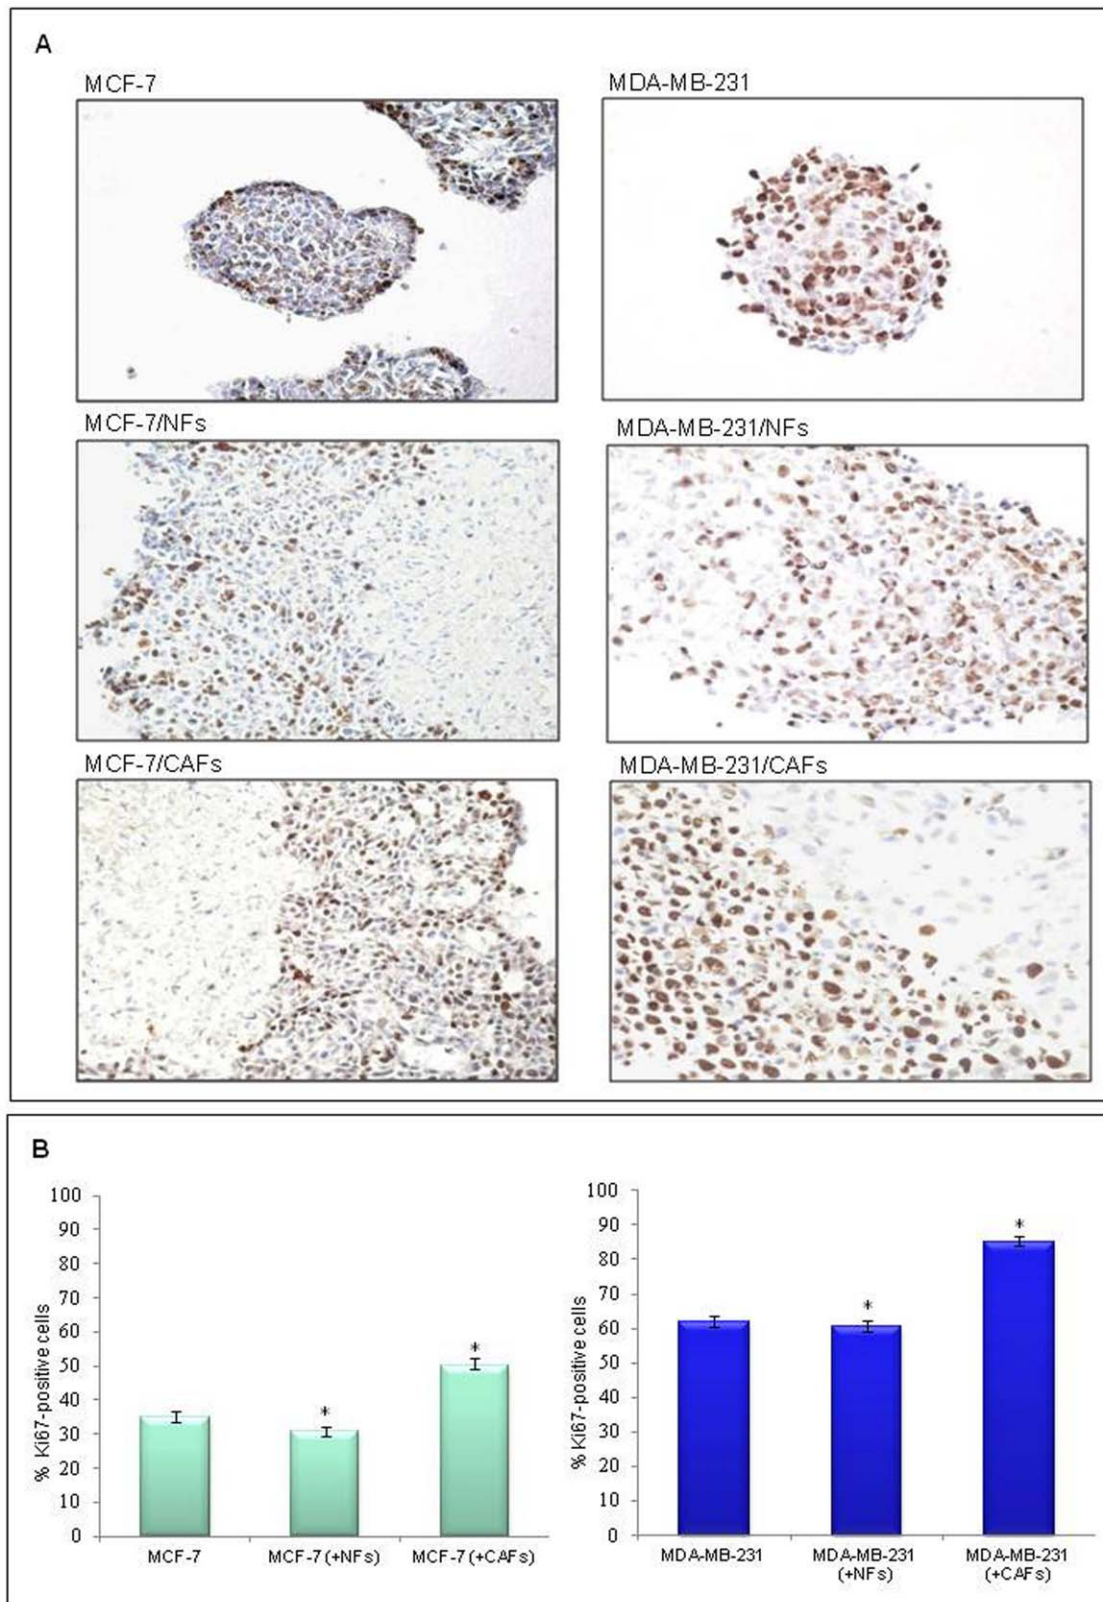 A
MCF-7
MDA-MB-231
MCF-7/NFs
MDA-MB-231/NFs
MCF-7/CAFs
MDA-MB-231/CAFs
B
% Ki67-positive cells
100
90
80
70
60
50
40
30
20
10
0
*
*
MCF-7
MCF-7 (+NFs)
MCF-7 (+CAFs)
% Ki67-positive cells
100
90
80
70
60
50
40
30
20
10
0
*
*
MDA-MB-231
MDA-MB-231
(+NFs)
MDA-MB-231
(+CAFs)